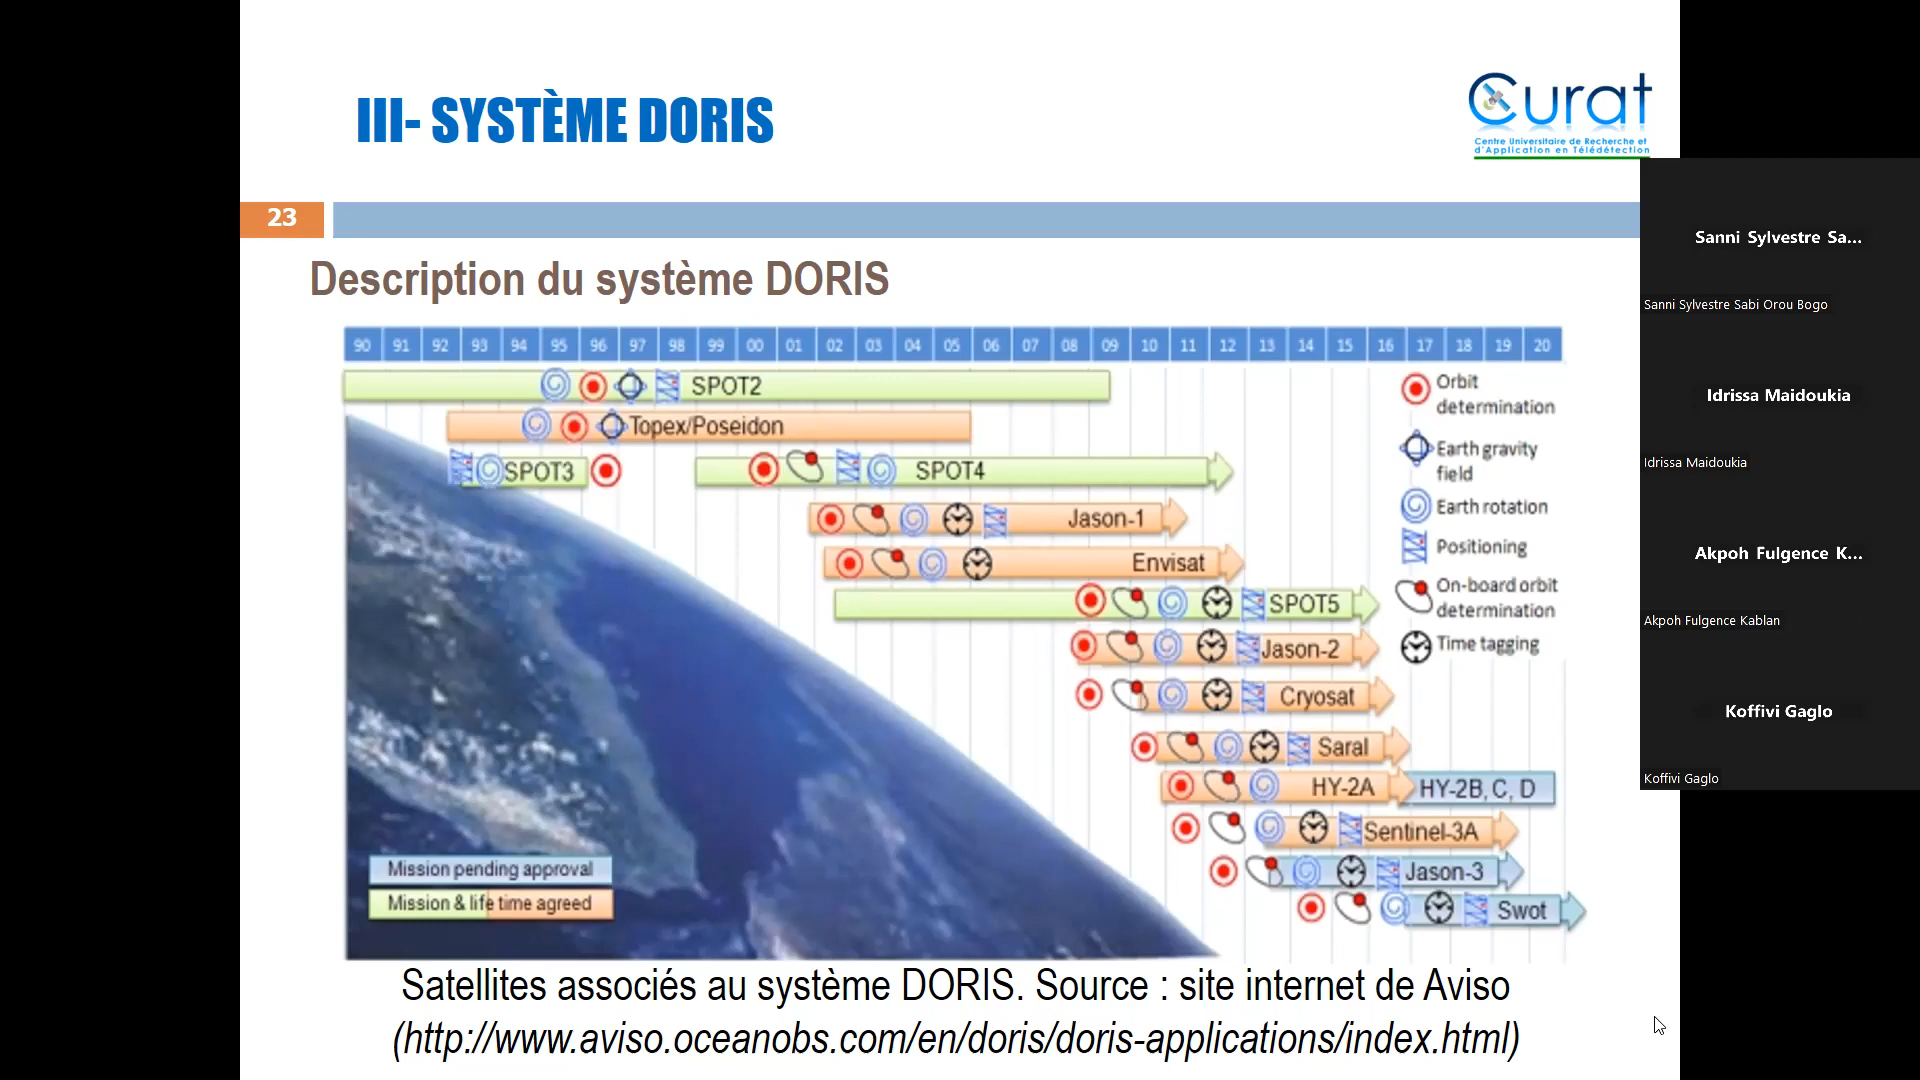 III- SYSTÈME DORIS
Curat
Centre Universitaire de Recherche et
d'Application en Télédétection
23
Description du système DORIS
90 91 92 93 94 95 96 97 98 99 00 01 02 03 04 05 06 07 08 09 10 11 12 13 14 15 16 17 18 19 20
SPOT2
Topex/Poseidon
SPOT3
SPOT4
Jason-1
Envisat
SPOT5
Jason-2
Cryosat
Saral
HY-2A
HY-2B, C, D
Sentinel-3A
Jason-3
Swot
Orbit
determination
Earth gravity
field
Earth rotation
Positioning
On-board orbit
determination
Time tagging
Mission pending approval
Mission & life time agreed
Satellites associés au système DORIS. Source : site internet de Aviso
(http://www.aviso.oceanobs.com/en/doris/doris-applications/index.html)
Sanni Sylvestre Sa...
Sanni Sylvestre Sabi Orou Bogo
Idrissa Maidoukia
Idrissa Maidoukia
Akpoh Fulgence K...
Akpoh Fulgence Kablan
Koffivi Gaglo
Koffivi Gaglo